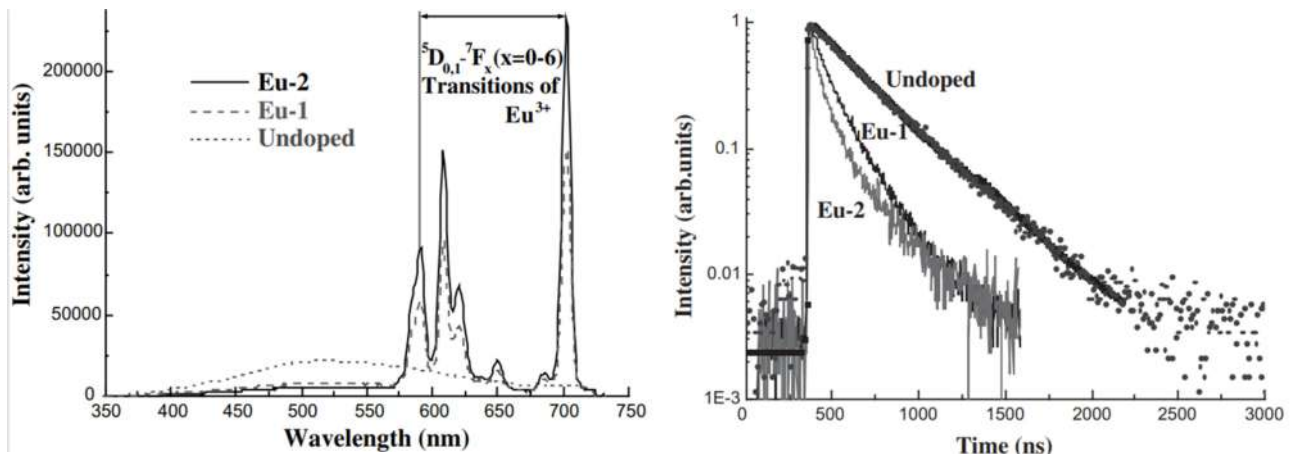 200000
150000
100000
50000
0
350
400
450
500
550
600
650
700
750
Intensity (arb. units)
Wavelength (nm)
Eu-2
Eu-1
Undoped
⁵D₀,₁-⁷Fₓ(x=0-6)
Transitions of
Eu³⁺
1
0.1
0.01
1E-3
0
500
1000
1500
2000
2500
3000
Intensity (arb.units)
Time (ns)
Undoped
Eu-1
Eu-2